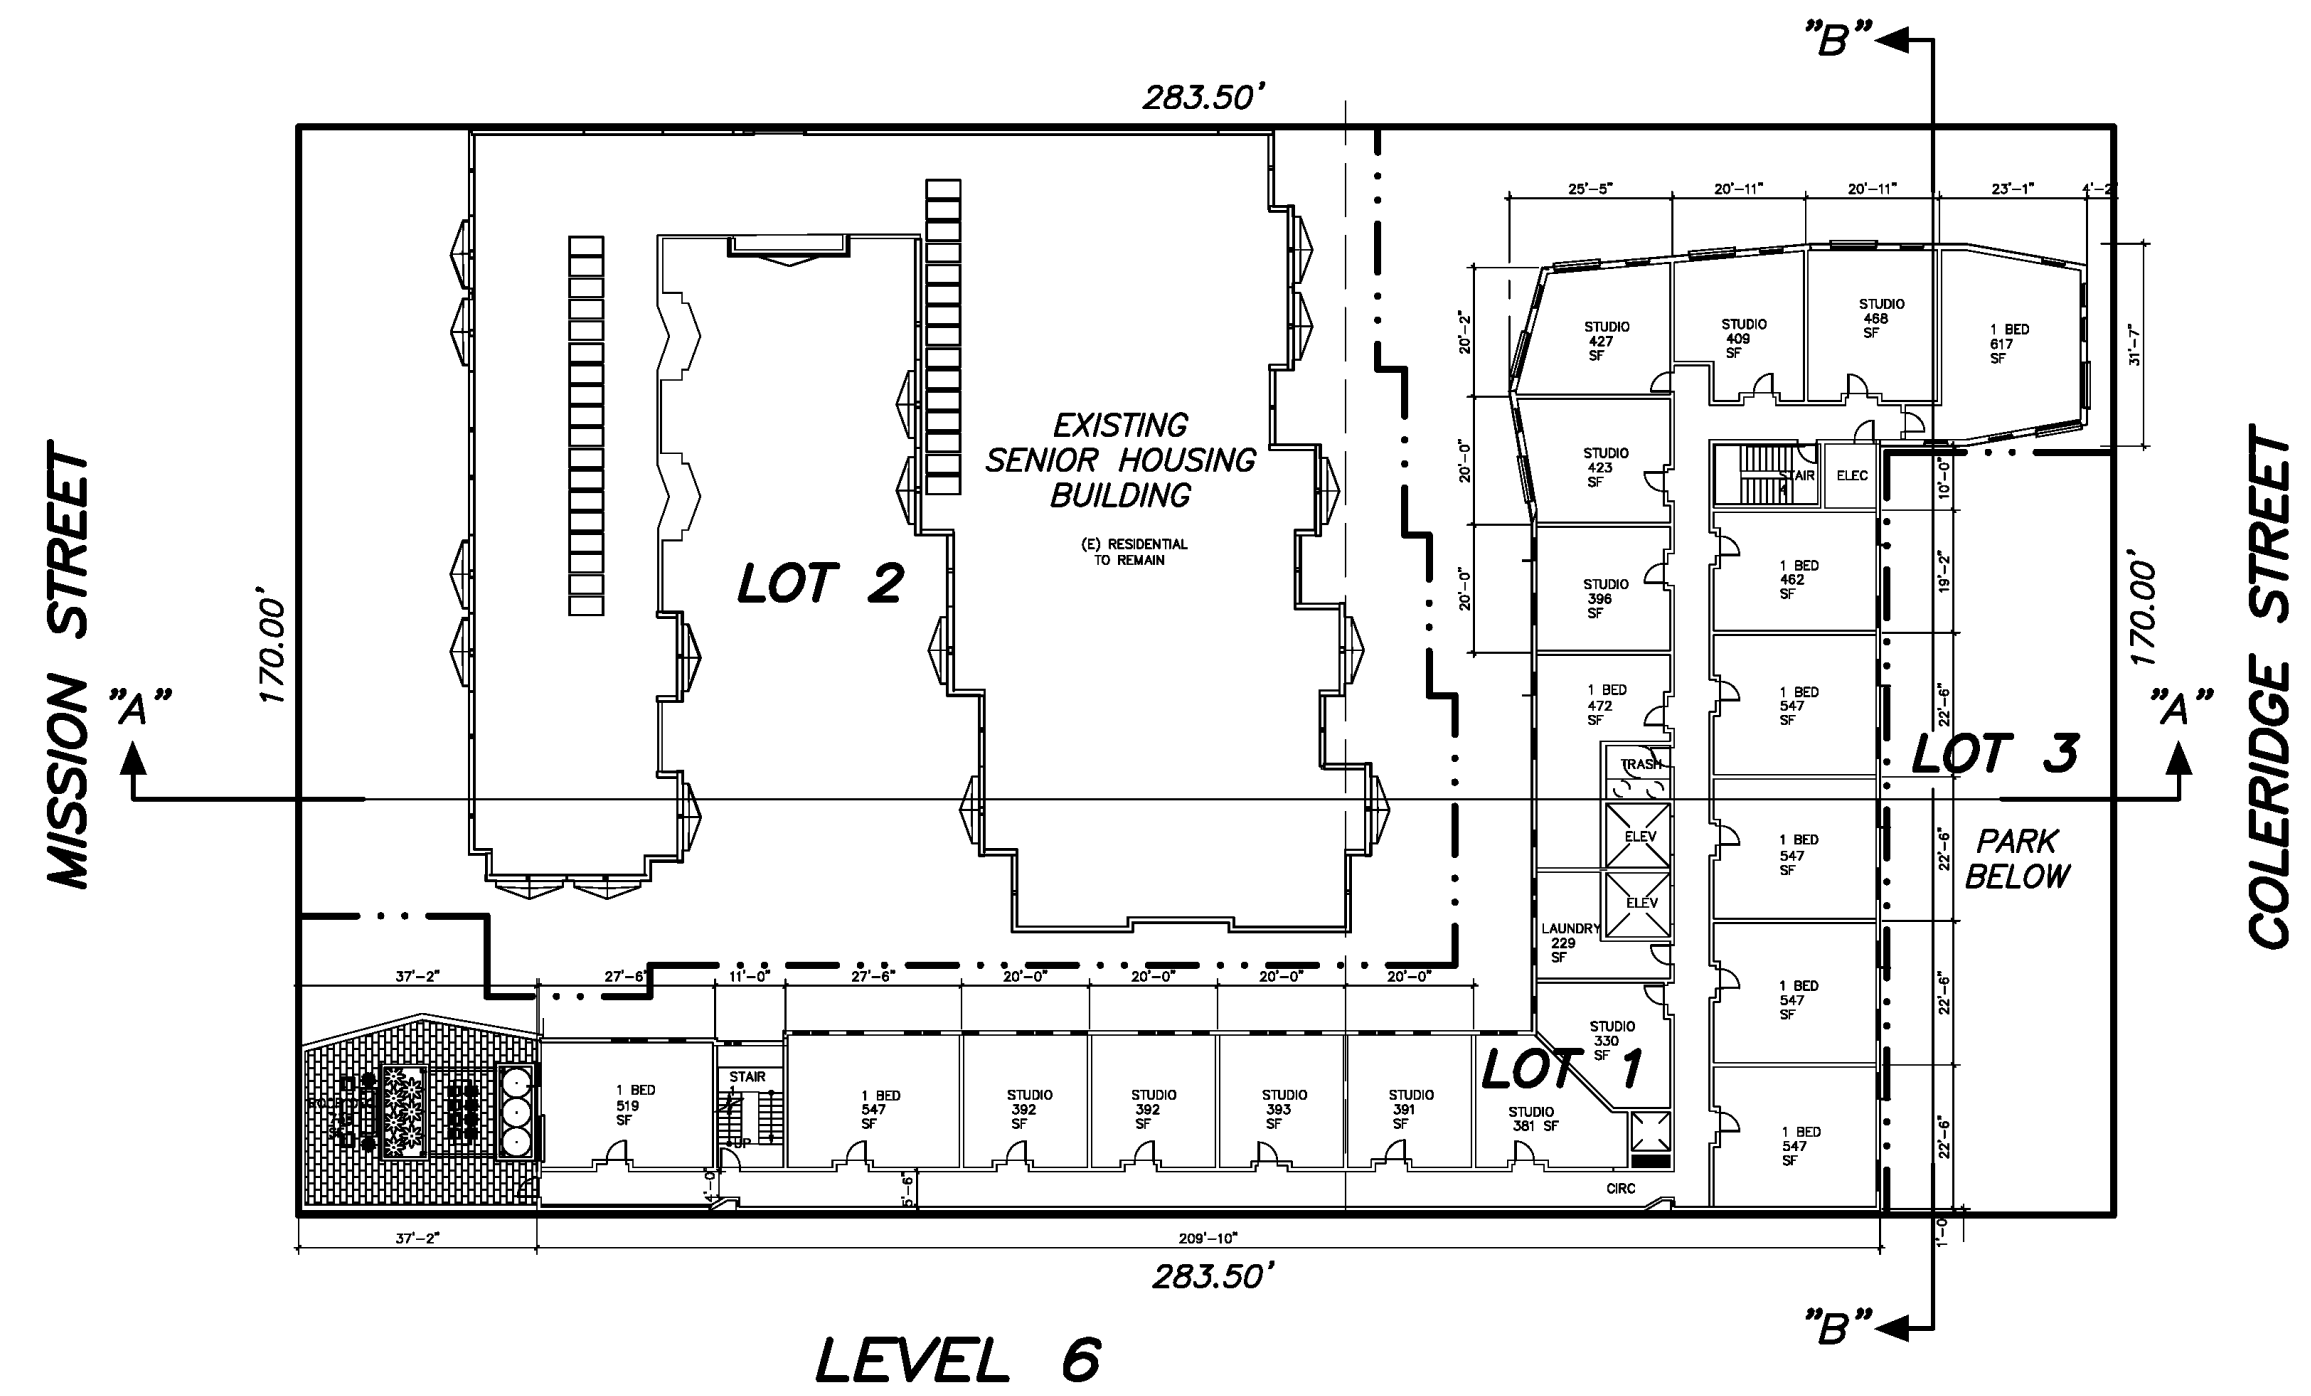 "B"
283.50'
25'-5"
20'-11"
20'-11"
23'-1"
4'-2"
20'-2"
STUDIO
427
SF
STUDIO
409
SF
STUDIO
468
SF
1 BED
617
SF
31'-7"
EXISTING
SENIOR HOUSING
BUILDING
(E) RESIDENTIAL
TO REMAIN
LOT 2
20'-0"
STUDIO
423
SF
STAIR
4
ELEC
10'-0"
20'-0"
STUDIO
396
SF
1 BED
462
SF
19'-2"
MISSION STREET
170.00'
170.00'
COLERIDGE STREET
"A"
"A"
1 BED
472
SF
1 BED
547
SF
22'-6"
LOT 3
TRASH
ELEV
1 BED
547
SF
22'-6"
PARK
BELOW
ELEV
LAUNDRY
229
SF
37'-2"
27'-6"
11'-0"
27'-6"
20'-0"
20'-0"
20'-0"
20'-0"
1 BED
547
SF
22'-6"
STUDIO
330
SF
LOT 1
1 BED
519
SF
STAIR
1
UP
1 BED
547
SF
STUDIO
392
SF
STUDIO
392
SF
STUDIO
393
SF
STUDIO
391
SF
STUDIO
381 SF
1 BED
547
SF
22'-6"
4'-0"
5'-6"
CIRC
1'-0"
37'-2"
209'-10"
283.50'
"B"
LEVEL 6